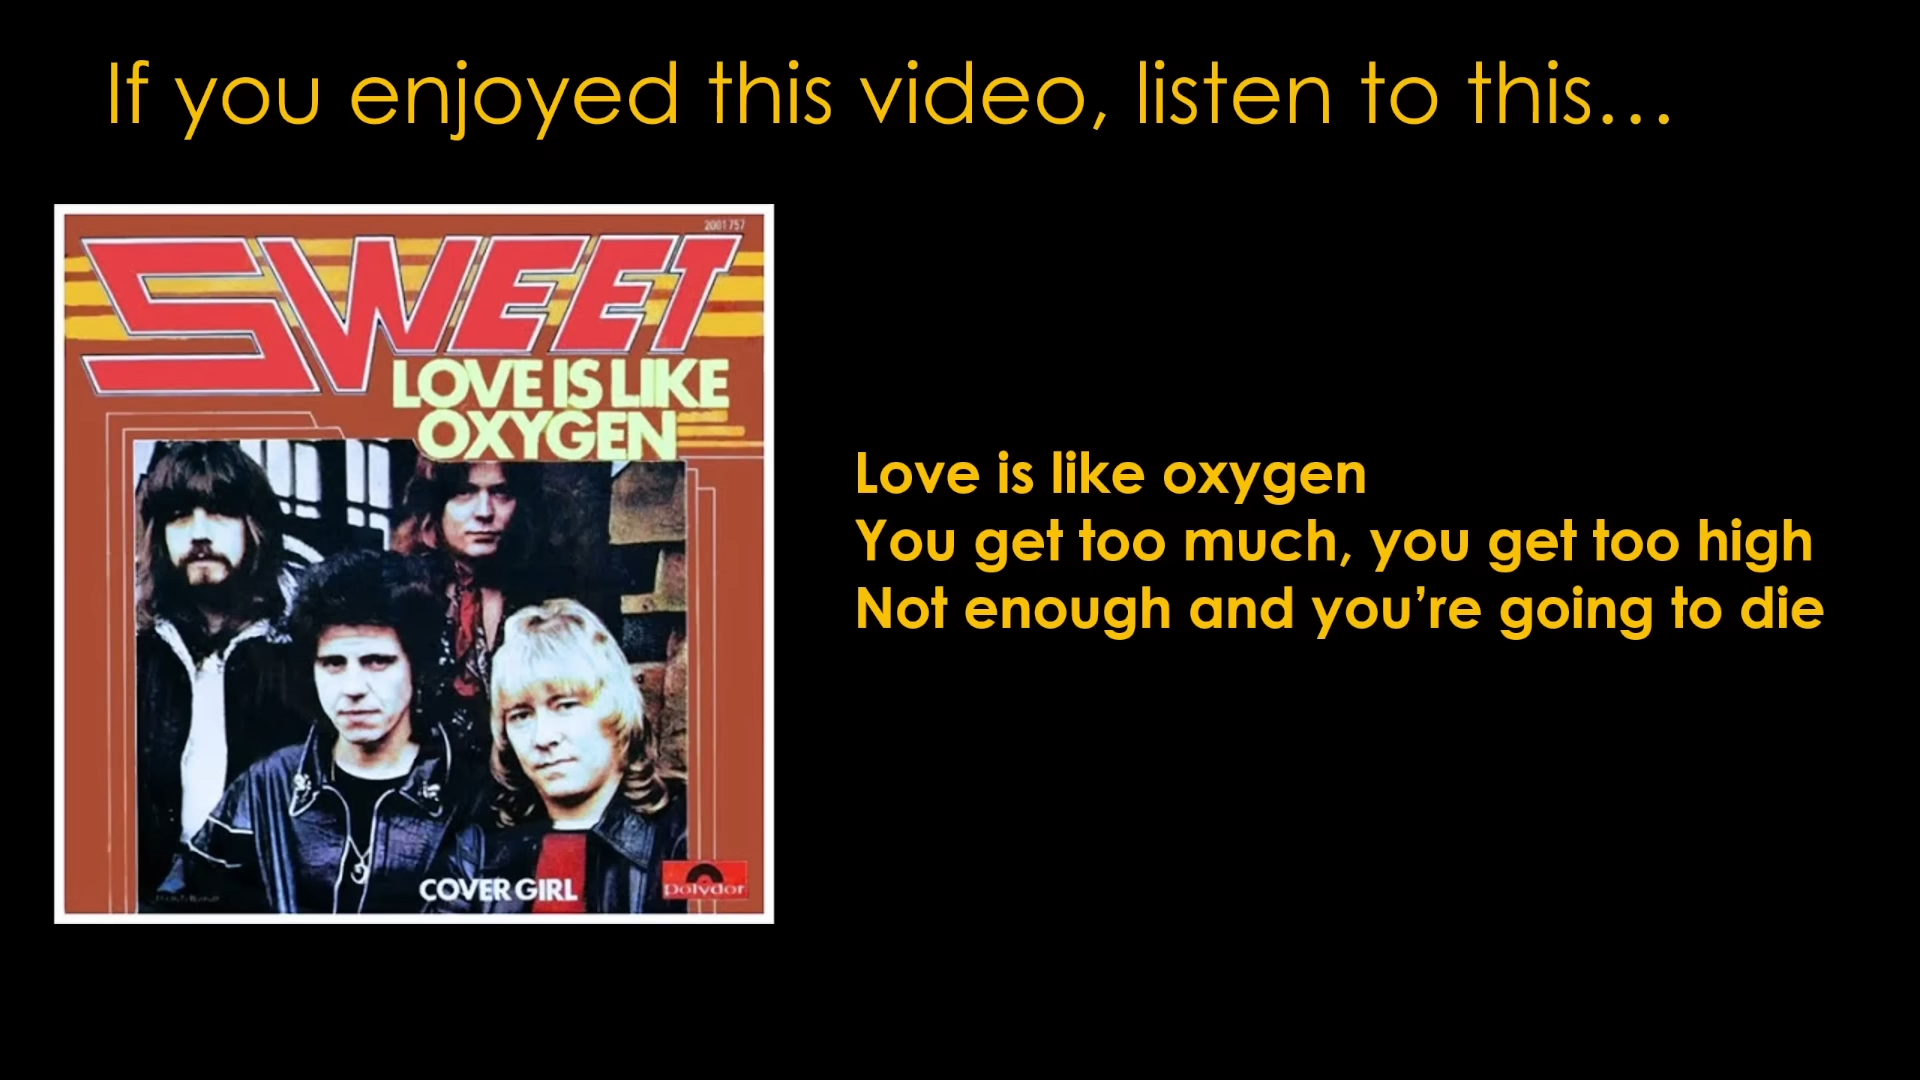 If you enjoyed this video, listen to this…
2001 757
SWEET
LOVE IS LIKE
OXYGEN
COVER GIRL
polydor
Love is like oxygen
You get too much, you get too high
Not enough and you’re going to die